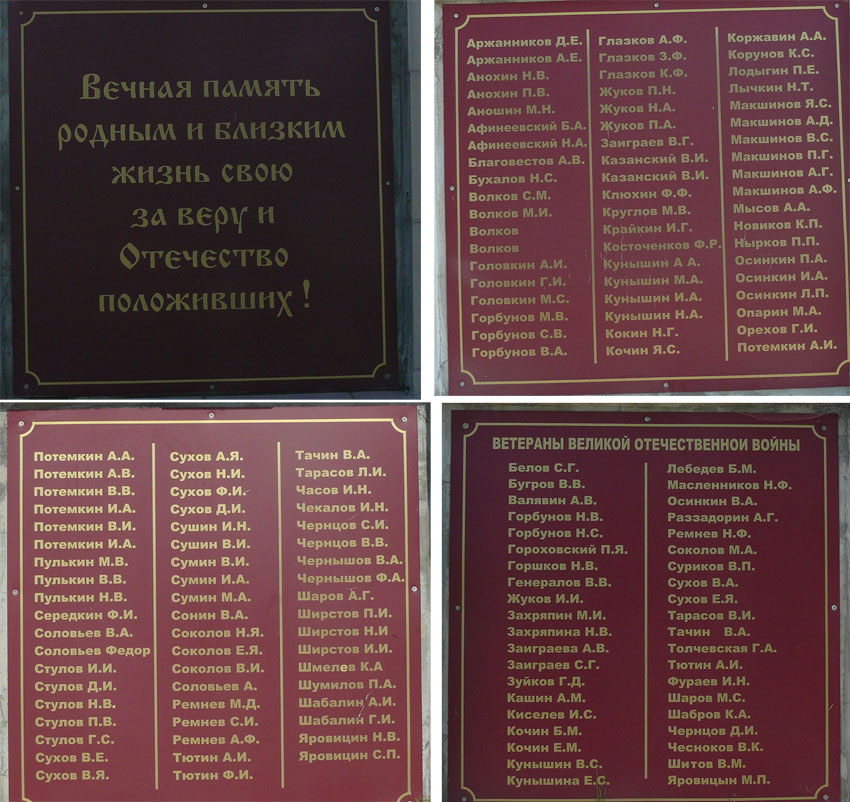 Вечная память
родным и близким
жизнь свою
за веру и
Отечество
положивших!
Аржанников Д.Е.
Аржанников А.Е.
Анохин Н.В.
Анохин П.В.
Аношин М.Н.
Афинеевский Б.А.
Афинеевский Н.А.
Благовестов А.В.
Бухалов Н.С.
Волков С.М.
Волков М.И.
Волков
Волков
Головкин А.И.
Головкин Г.И.
Головкин М.С.
Горбунов М.В.
Горбунов С.В.
Горбунов В.А.
Глазков А.Ф.
Глазков З.Ф.
Глазков К.Ф.
Жуков П.Н.
Жуков Н.А.
Жуков П.А.
Заиграев В.Г.
Казанский В.И.
Казанский В.И.
Клюхин Ф.Ф.
Круглов М.В.
Крайкин И.Г.
Косточенков Ф.Р.
Кунышин А А.
Кунышин М.А.
Кунышин И.А.
Кунышин Н.А.
Кокин Н.Г.
Кочин Я.С.
Коржавин А.А.
Корунов К.С.
Лодыгин П.Е.
Лычкин Н.Т.
Макшинов Я.С.
Макшинов А.Д.
Макшинов В.С.
Макшинов П.Г.
Макшинов А.Г.
Макшинов А.Ф.
Мысов А.А.
Новиков К.П.
Нырков П.П.
Осинкин П.А.
Осинкин И.А.
Осинкин Л.П.
Опарин М.А.
Орехов Г.И.
Потемкин А.И.
Потемкин А.А.
Потемкин А.В.
Потемкин В.В.
Потемкин И.А.
Потемкин В.И.
Потемкин И.А.
Пулькин М.В.
Пулькин В.В.
Пулькин Н.В.
Середкин Ф.И.
Соловьев В.А.
Соловьев Федор
Стулов И.И.
Стулов Д.И.
Стулов Н.В.
Стулов П.В.
Стулов Г.С.
Сухов В.Е.
Сухов В.Я.
Сухов А.Я.
Сухов Н.И.
Сухов Ф.И.
Сухов Д.И.
Сушин И.Н.
Сушин В.И.
Сумин В.И.
Сумин И.А.
Сумин М.А.
Сонин В.А.
Соколов Н.Я.
Соколов Е.Я.
Соколов В.И.
Соловьев А.
Ремнев М.Д.
Ремнев С.И.
Ремнев А.Ф.
Тютин А.И.
Тютин Ф.И.
Тачин В.А.
Тарасов Л.И.
Часов И.Н.
Чекалов И.Н.
Чернцов С.И.
Чернцов В.В.
Чернышов В.А.
Чернышов Ф.А.
Шаров А.Г.
Ширстов П.И.
Ширстов Н.И
Ширстов И.И.
Шмелев К.А
Шумилов П.А.
Шабалин А.И.
Шабалин Г.И.
Яровицин Н.В.
Яровицин С.П.
ВЕТЕРАНЫ ВЕЛИКОЙ ОТЕЧЕСТВЕННОЙ ВОЙНЫ
Белов С.Г.
Бугров В.В.
Валявин А.В.
Горбунов Н.В.
Горбунов Н.С.
Гороховский П.Я.
Горшков Н.В.
Генералов В.В.
Жуков И.И.
Захряпин М.И.
Захряпина Н.В.
Заиграева А.В.
Заиграев С.Г.
Зуйков Г.Д.
Кашин А.М.
Киселев И.С.
Кочин Б.М.
Кочин Е.М.
Кунышин В.С.
Кунышина Е.С.
Лебедев Б.М.
Масленников Н.Ф.
Осинкин В.А.
Раззадорин А.Г.
Ремнев Н.Ф.
Соколов М.А.
Суриков В.П.
Сухов В.А.
Сухов Е.Я.
Тарасов В.И.
Тачин В.А.
Толчевская Г.А.
Тютин А.И.
Фураев И.Н.
Шаров М.С.
Шабров К.А.
Чернцов Д.И.
Чесноков В.К.
Шитов В.М.
Яровицын М.П.